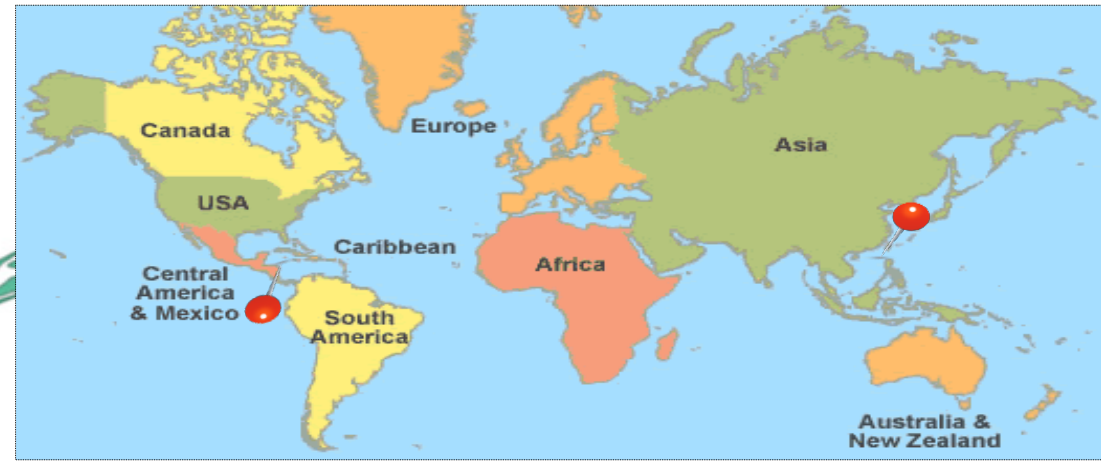 Canada
Europe
Asia
USA
Caribbean
Africa
Central
America
& Mexico
South
America
Australia &
New Zealand